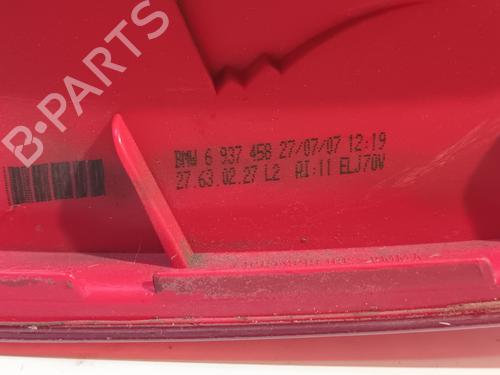 B-PARTS
BMW 6 937 458 27/07/07 12:19
27.63.02.27 L2 AI:11 ELJ70V